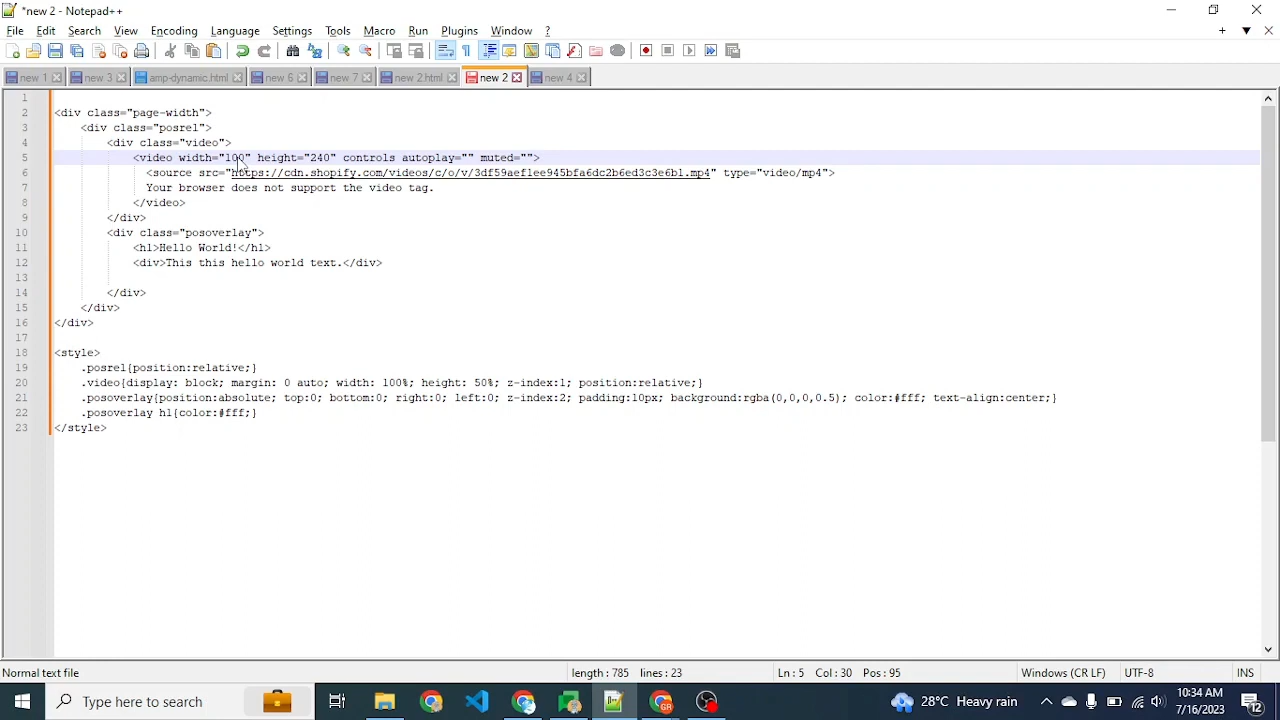 *new 2 - Notepad++
File Edit Search View Encoding Language Settings Tools Macro Run Plugins Window ?
new 1 new 3 amp-dynamic.html new 6 new 7 new 2.html new 2 new 4
1
2 <div class="page-width">
3 <div class="posrel">
4 <div class="video">
5 <video width="100" height="240" controls autoplay="" muted="">
6 <source src="https://cdn.shopify.com/videos/c/o/v/3df59aef1ee945bfa6dc2b6ed3c3e6b1.mp4" type="video/mp4">
7 Your browser does not support the video tag.
8 </video>
9 </div>
10 <div class="posoverlay">
11 <h1>Hello World!</h1>
12 <div>This this hello world text.</div>
13
14 </div>
15 </div>
16 </div>
17
18 <style>
19 .posrel{position:relative;}
20 .video{display: block; margin: 0 auto; width: 100%; height: 50%; z-index:1; position:relative;}
21 .posoverlay{position:absolute; top:0; bottom:0; right:0; left:0; z-index:2; padding:10px; background:rgba(0,0,0,0.5); color:#fff; text-align:center;}
22 .posoverlay h1{color:#fff;}
23 </style>
Normal text file length : 785 lines : 23 Ln : 5 Col : 30 Pos : 95 Windows (CR LF) UTF-8 INS
Type here to search 28°C Heavy rain 10:34 AM
7/16/2023 12